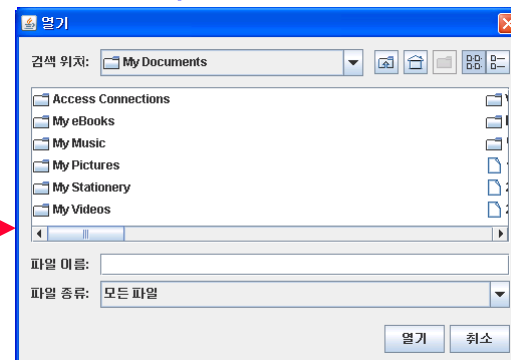 열기
검색 위치: My Documents
Access Connections
My eBooks
My Music
My Pictures
My Stationery
My Videos
파일 이름:
파일 종류: 모든 파일
열기 취소